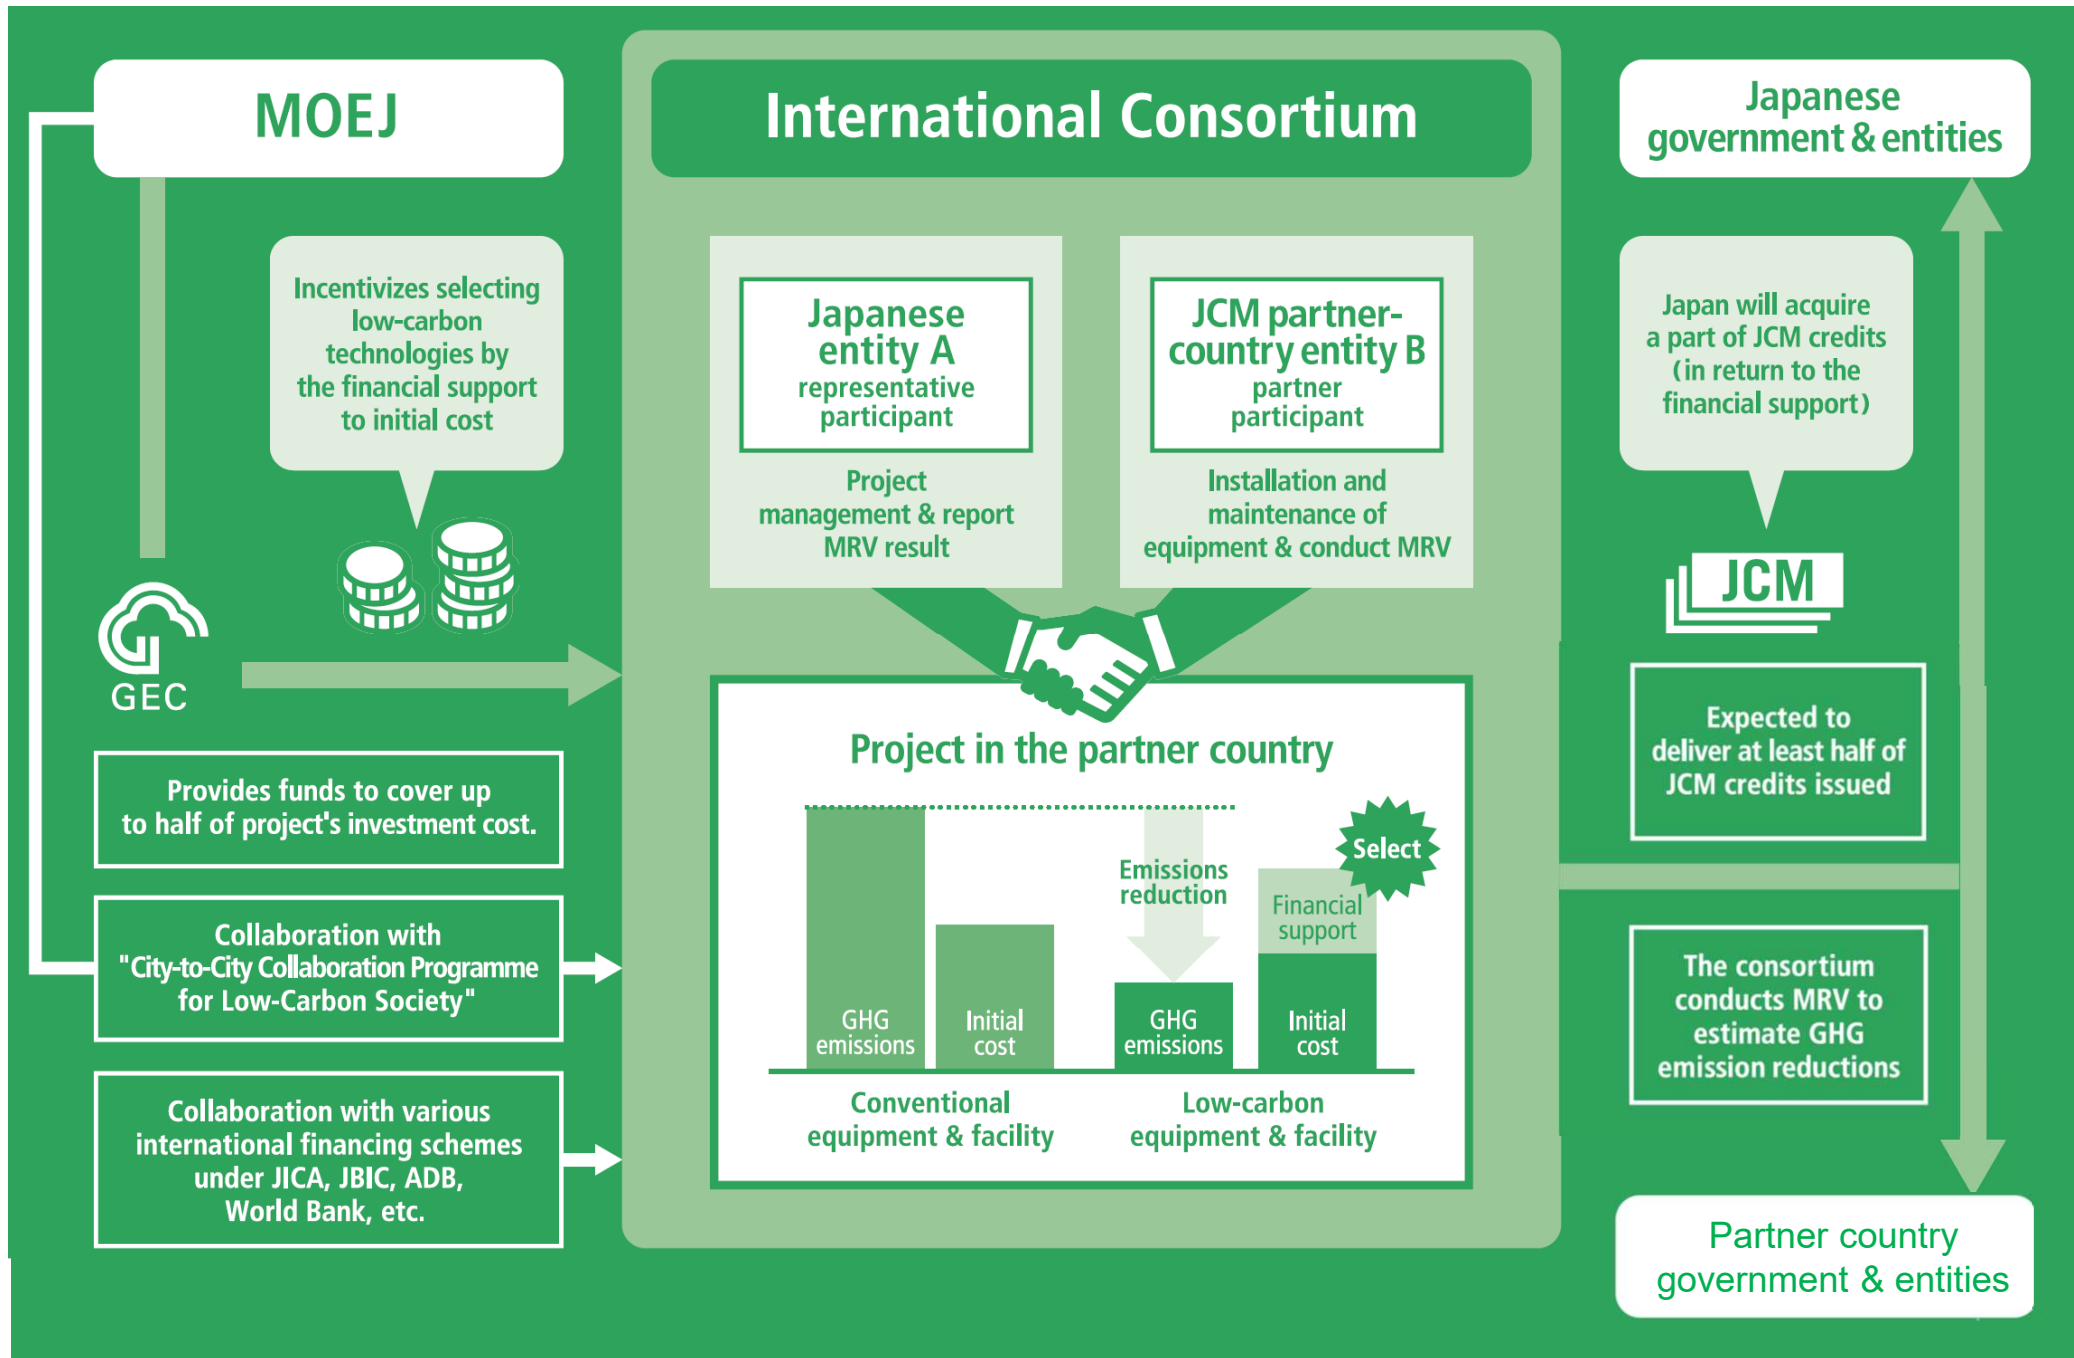 MOEJ
Incentivizes selecting
low-carbon
technologies by
the financial support
to initial cost
GEC
Provides funds to cover up
to half of project's investment cost.
Collaboration with
"City-to-City Collaboration Programme
for Low-Carbon Society"
Collaboration with various
international financing schemes
under JICA, JBIC, ADB,
World Bank, etc.
International Consortium
Japanese
entity A
representative
participant
Project
management & report
MRV result
JCM partner-
country entity B
partner
participant
Installation and
maintenance of
equipment & conduct MRV
Project in the partner country
Select
Emissions
reduction
Financial
support
GHG
emissions
Initial
cost
GHG
emissions
Initial
cost
Conventional
equipment & facility
Low-carbon
equipment & facility
Japanese
government & entities
Japan will acquire
a part of JCM credits
(in return to the
financial support)
JCM
Expected to
deliver at least half of
JCM credits issued
The consortium
conducts MRV to
estimate GHG
emission reductions
Partner country
government & entities